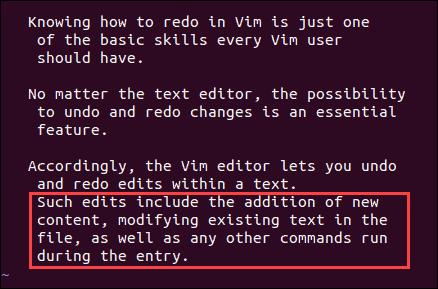 Knowing how to redo in Vim is just one
of the basic skills every Vim user
should have.
No matter the text editor, the possibility
to undo and redo changes is an essential
feature.
Accordingly, the Vim editor lets you undo
and redo edits within a text.
Such edits include the addition of new
content, modifying existing text in the
file, as well as any other commands run
during the entry.
~